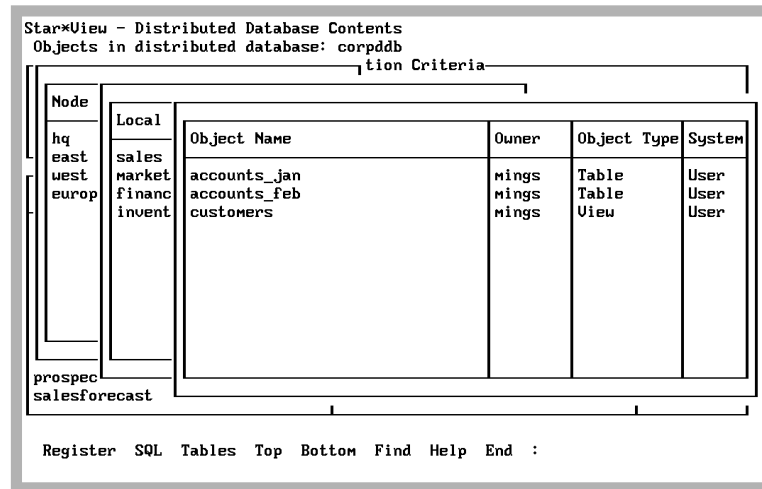 Star*View - Distributed Database Contents
Objects in distributed database: corpddb
tion Criteria
Node
hq
east
west
europ
Local
sales
market
financ
invent
Object Name Owner Object Type System
accounts_jan mings Table User
accounts_feb mings Table User
customers mings View User
prospec
salesforecast
Register SQL Tables Top Bottom Find Help End :